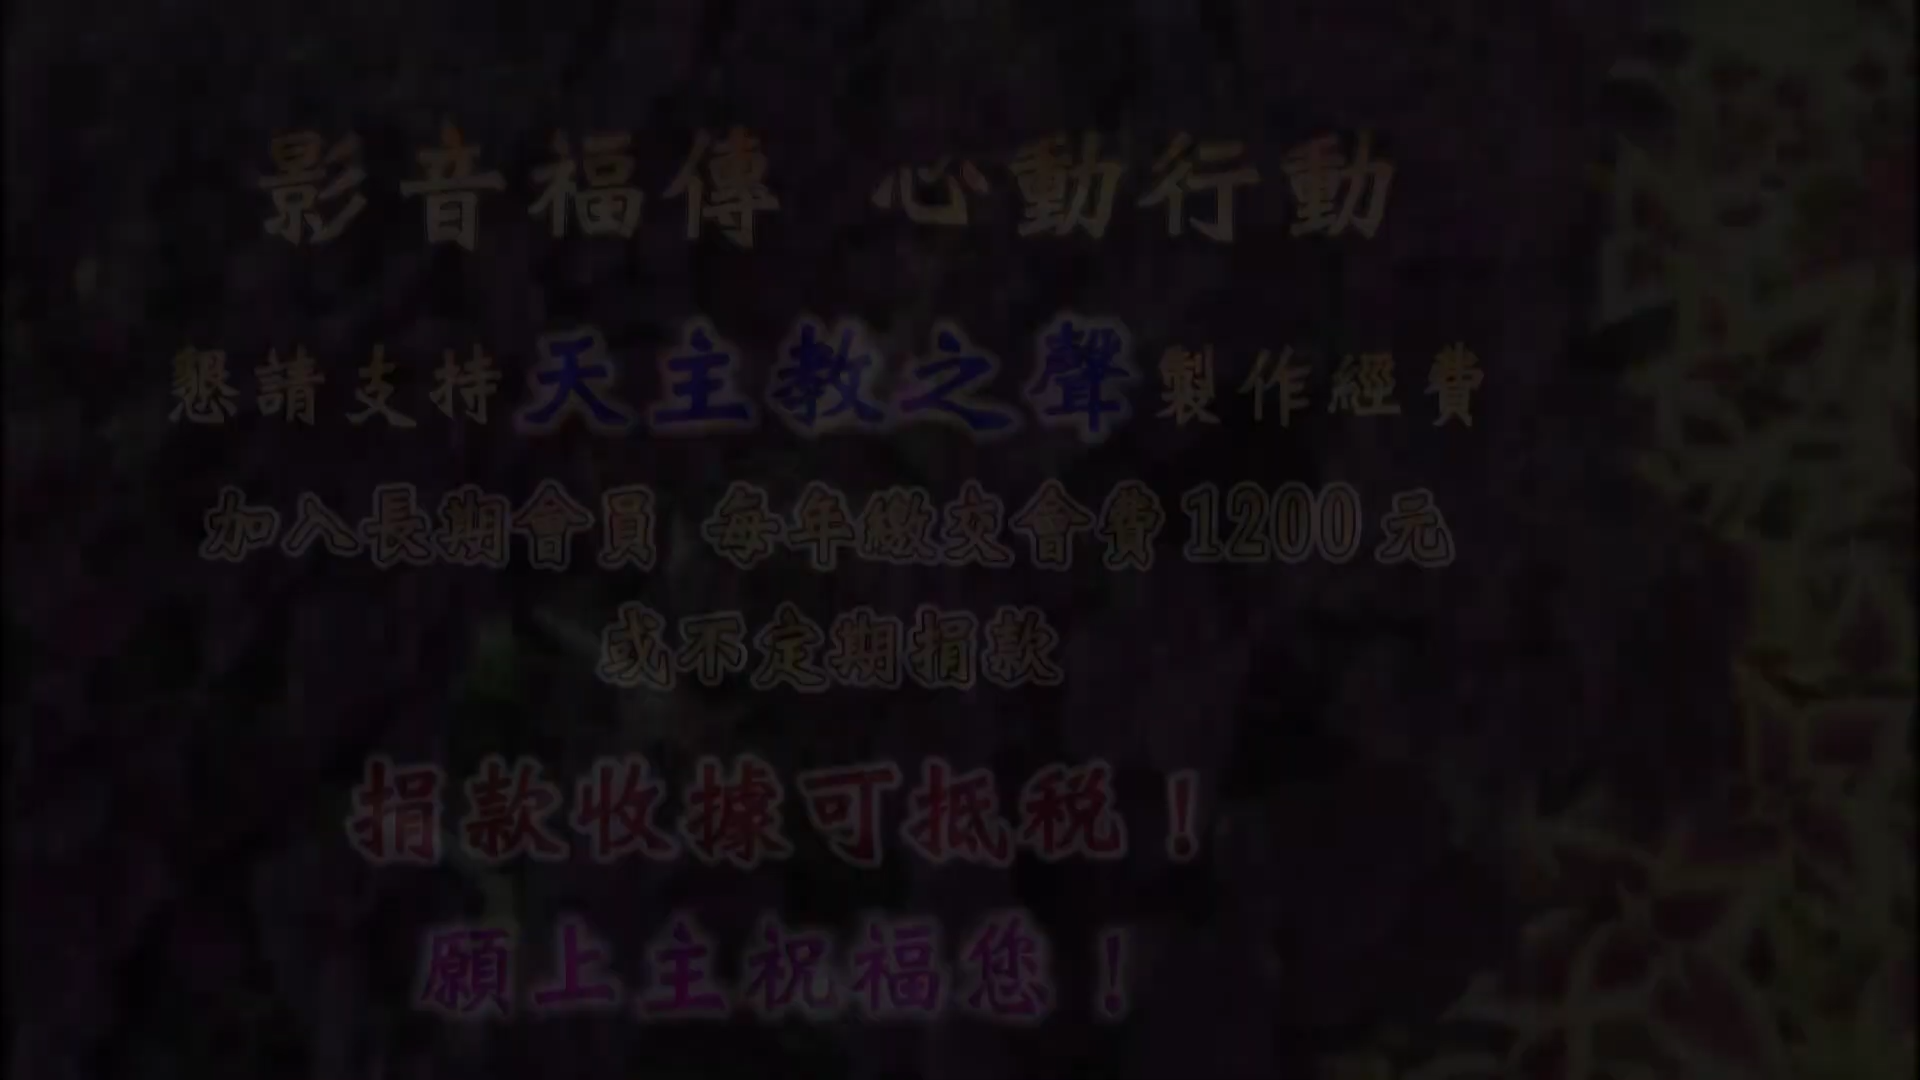 影音福傳 心動行動
懇請支持天主教之聲製作經費
加入長期會員 每年繳交會費1200元
或不定期捐款
捐款收據可抵稅！
願上主祝福您！